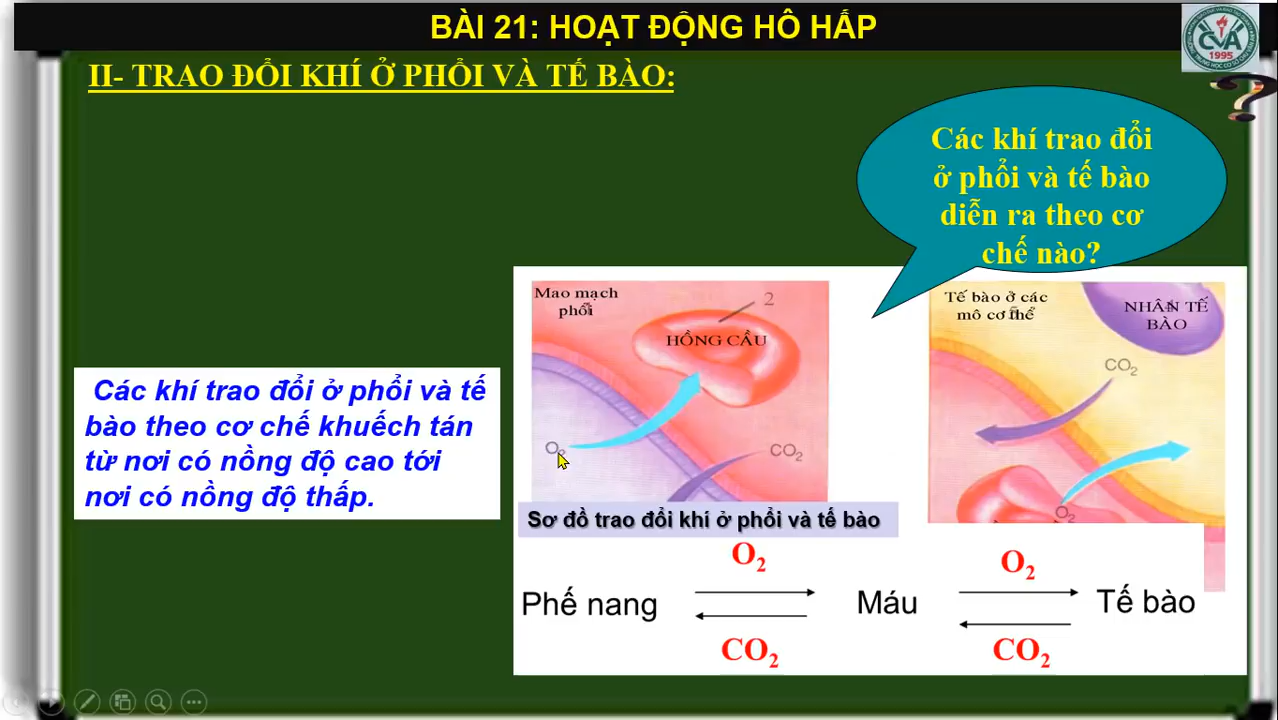 BÀI 21: HOẠT ĐỘNG HÔ HẤP
CVA
1995
II- TRAO ĐỔI KHÍ Ở PHỔI VÀ TẾ BÀO:
Các khí trao đổi
ở phổi và tế bào
diễn ra theo cơ
chế nào?
Các khí trao đổi ở phổi và tế
bào theo cơ chế khuếch tán
từ nơi có nồng độ cao tới
nơi có nồng độ thấp.
Mao mạch
phổi
2
HỒNG CẦU
O2
CO2
Tế bào ở các
mô cơ thể
NHÂN TẾ
BÀO
CO2
O2
Sơ đồ trao đổi khí ở phổi và tế bào
O2
O2
Phế nang
Máu
Tế bào
CO2
CO2